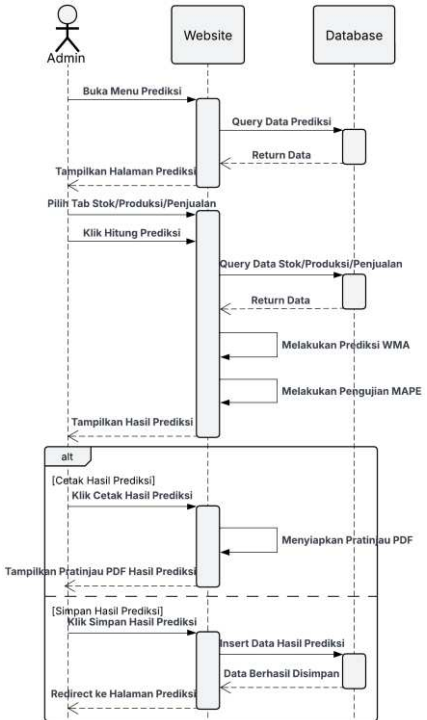 Admin
Website
Database
Buka Menu Prediksi
Query Data Prediksi
Return Data
Tampilkan Halaman Prediksi
Pilih Tab Stok/Produksi/Penjualan
Klik Hitung Prediksi
Query Data Stok/Produksi/Penjualan
Return Data
Melakukan Prediksi WMA
Melakukan Pengujian MAPE
Tampilkan Hasil Prediksi
alt
[Cetak Hasil Prediksi]
Klik Cetak Hasil Prediksi
Menyiapkan Pratinjau PDF
Tampilkan Pratinjau PDF Hasil Prediksi
[Simpan Hasil Prediksi]
Klik Simpan Hasil Prediksi
Insert Data Hasil Prediksi
Data Berhasil Disimpan
Redirect ke Halaman Prediksi